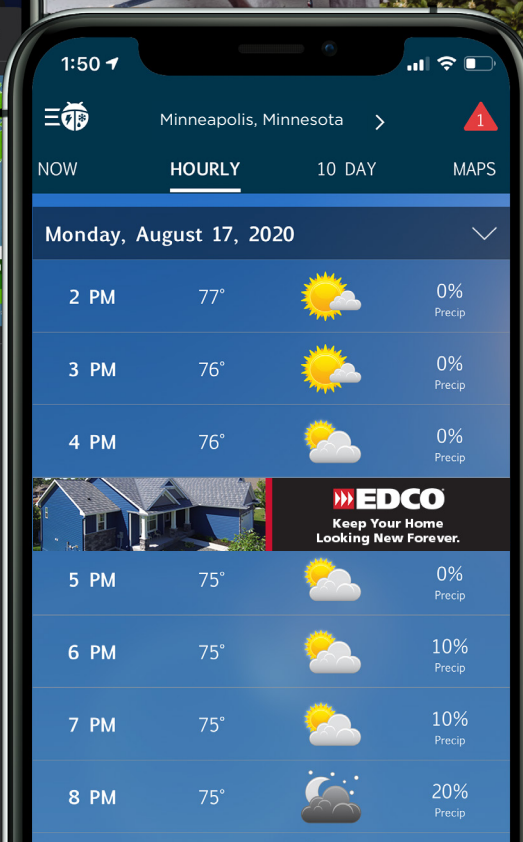 1:50
Minneapolis, Minnesota
1
NOW HOURLY 10 DAY MAPS
Monday, August 17, 2020
2 PM 77° 0%
Precip
3 PM 76° 0%
Precip
4 PM 76° 0%
Precip
EDCO
Keep Your Home
Looking New Forever.
5 PM 75° 0%
Precip
6 PM 75° 10%
Precip
7 PM 75° 10%
Precip
8 PM 75° 20%
Precip